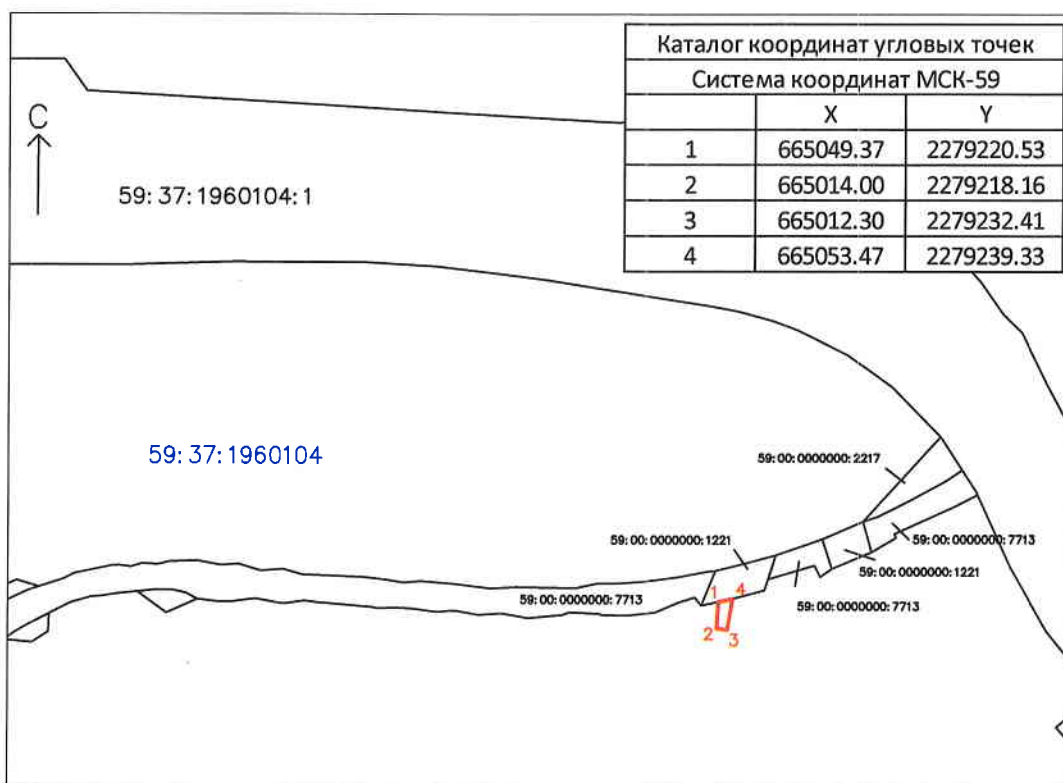 Каталог координат угловых точек
Система координат МСК-59
X Y
1 665049.37 2279220.53
2 665014.00 2279218.16
3 665012.30 2279232.41
4 665053.47 2279239.33
С
59:37:1960104:1
59:37:1960104
59:00:0000000:2217
59:00:0000000:1221
59:00:0000000:7713
59:00:0000000:1221
59:00:0000000:7713
59:00:0000000:7713
1 4
2 3